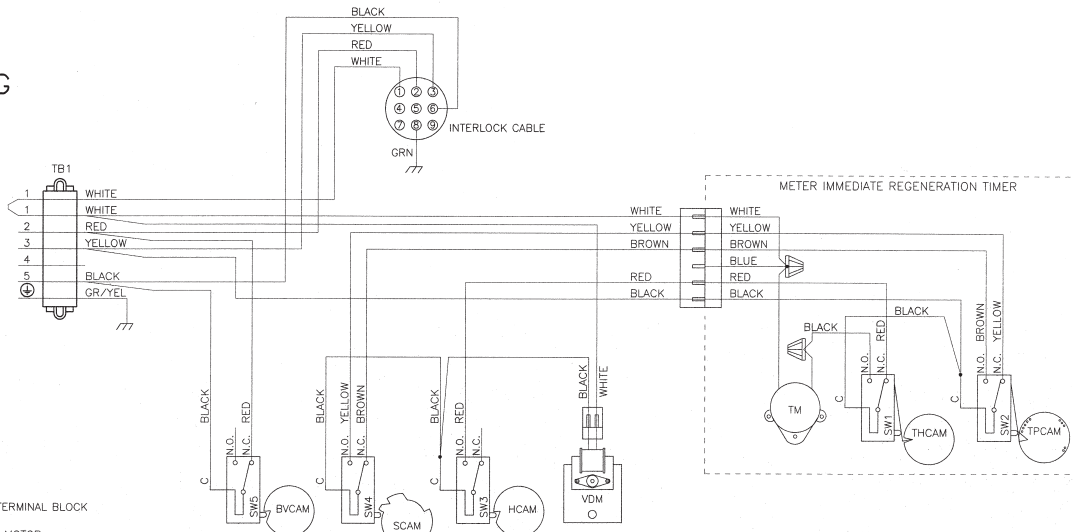 G
BLACK
YELLOW
RED
WHITE
1 2 3
4 5 6
7 8 9
INTERLOCK CABLE
GRN
TB1
METER IMMEDIATE REGENERATION TIMER
1 WHITE
1 WHITE
2 RED
3 YELLOW
4
5 BLACK
GR/YEL
WHITE WHITE
YELLOW YELLOW
BROWN BROWN
BLUE
RED RED
BLACK BLACK
BLACK
BLACK
BROWN
YELLOW
RED
N.O.
N.C.
N.O.
N.C.
C
C
TM
SW1
THCAM
SW2
TPCAM
BLACK
RED
BLACK
YELLOW
BROWN
BLACK
RED
BLACK
WHITE
N.O.
N.C.
N.O.
N.C.
N.O.
N.C.
C
C
C
SW5
BVCAM
SW4
SCAM
SW3
HCAM
VDM
TERMINAL BLOCK